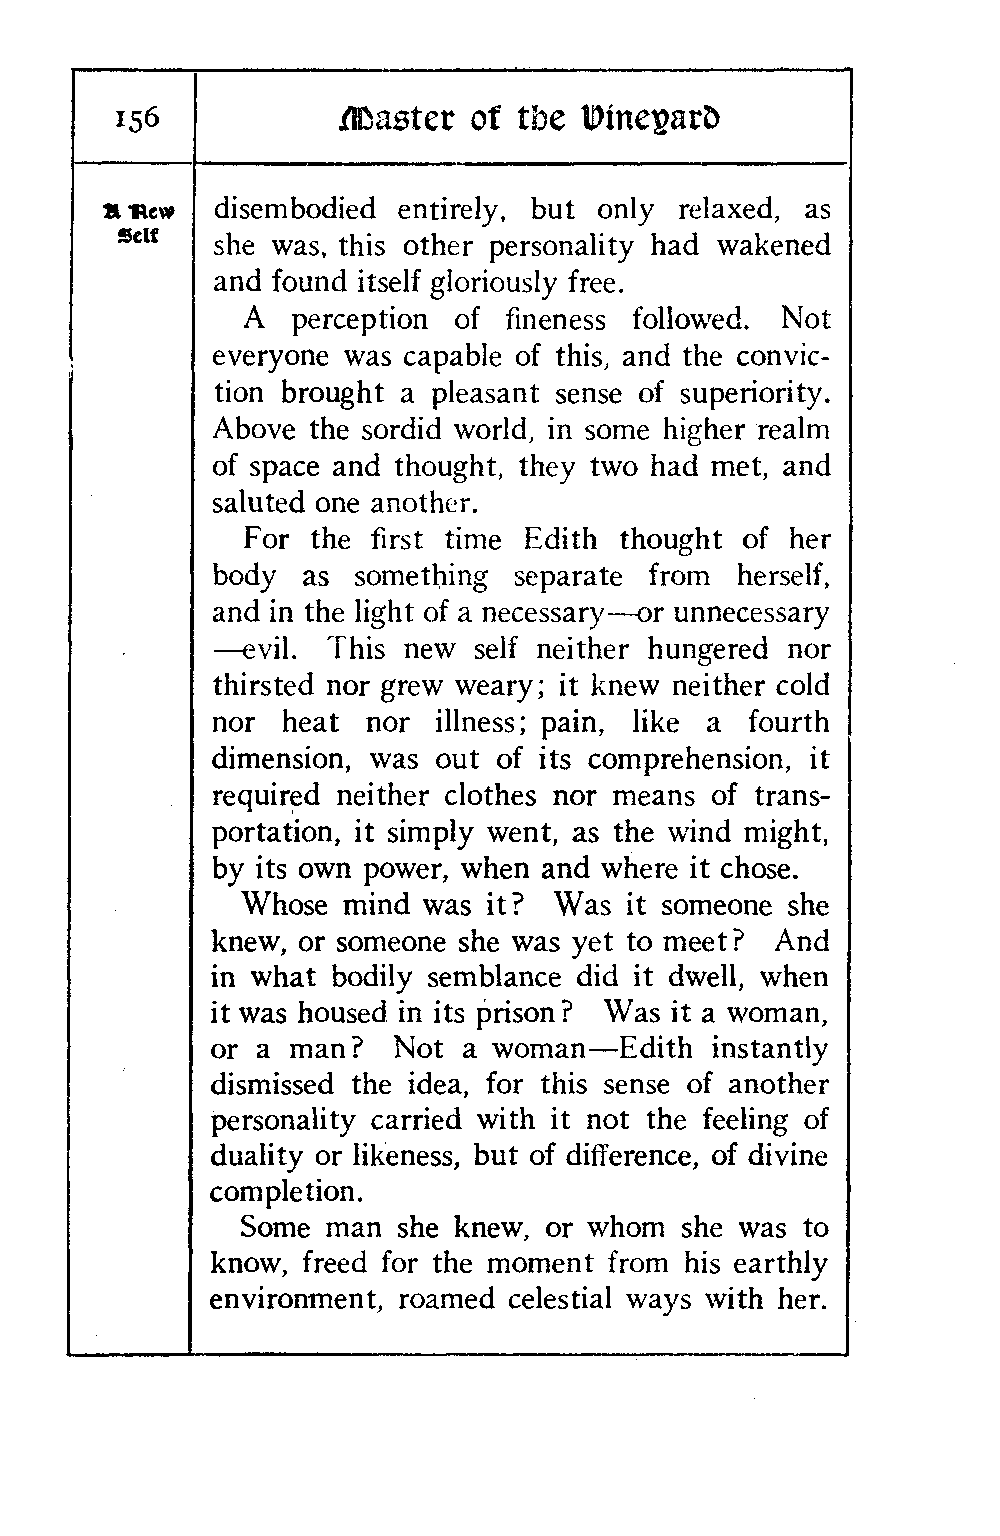 156
Master of the Vineyard
A New
Self
disembodied entirely, but only relaxed, as
she was, this other personality had wakened
and found itself gloriously free.
A perception of fineness followed. Not
everyone was capable of this, and the convic-
tion brought a pleasant sense of superiority.
Above the sordid world, in some higher realm
of space and thought, they two had met, and
saluted one another.
For the first time Edith thought of her
body as something separate from herself,
and in the light of a necessary—or unnecessary
—evil. This new self neither hungered nor
thirsted nor grew weary; it knew neither cold
nor heat nor illness; pain, like a fourth
dimension, was out of its comprehension, it
required neither clothes nor means of trans-
portation, it simply went, as the wind might,
by its own power, when and where it chose.
Whose mind was it? Was it someone she
knew, or someone she was yet to meet? And
in what bodily semblance did it dwell, when
it was housed in its prison? Was it a woman,
or a man? Not a woman—Edith instantly
dismissed the idea, for this sense of another
personality carried with it not the feeling of
duality or likeness, but of difference, of divine
completion.
Some man she knew, or whom she was to
know, freed for the moment from his earthly
environment, roamed celestial ways with her.